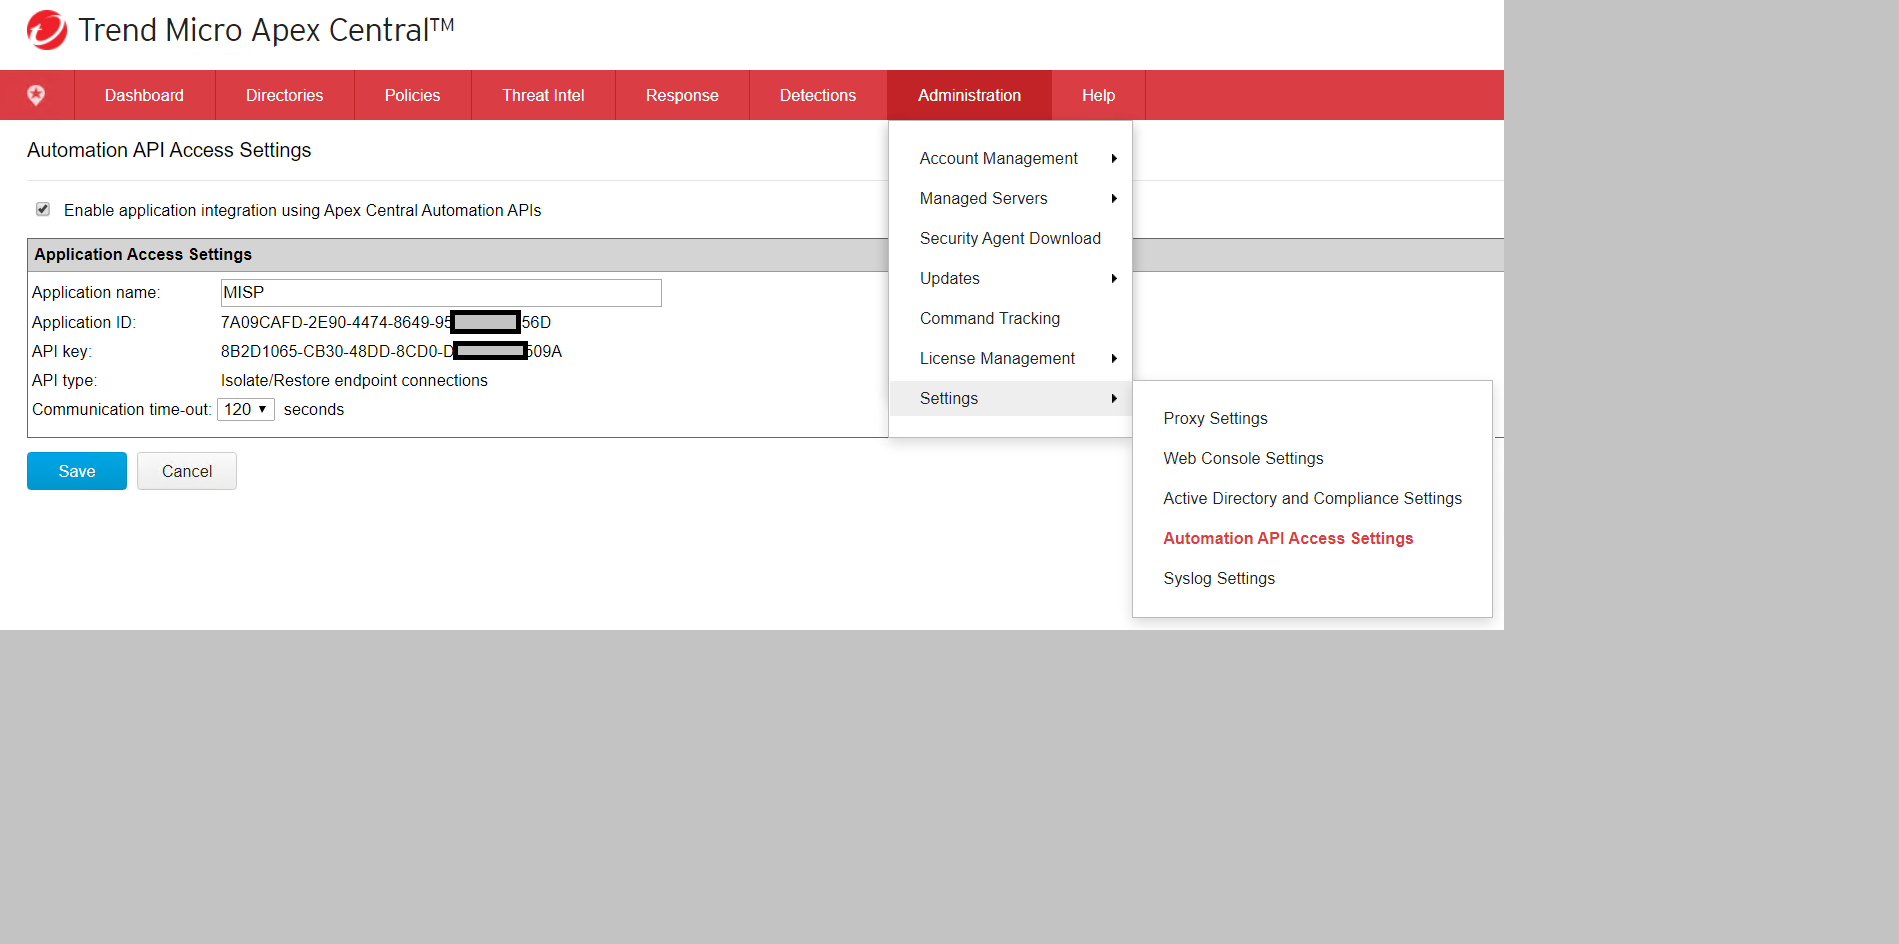 Trend Micro Apex Central™
Dashboard Directories Policies Threat Intel Response Detections Administration Help
Automation API Access Settings
Enable application integration using Apex Central Automation APIs
Application Access Settings
Application name: MISP
Application ID: 7A09CAFD-2E90-4474-8649-95 56D
API key: 8B2D1065-CB30-48DD-8CD0-D 509A
API type: Isolate/Restore endpoint connections
Communication time-out: 120 seconds
Save Cancel
Account Management
Managed Servers
Security Agent Download
Updates
Command Tracking
License Management
Settings
Proxy Settings
Web Console Settings
Active Directory and Compliance Settings
Automation API Access Settings
Syslog Settings